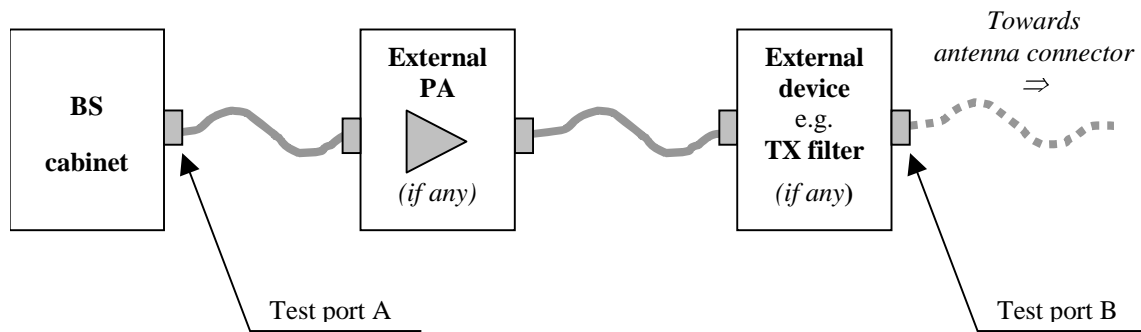 BS
cabinet
External
PA
(if any)
External
device
e.g.
TX filter
(if any)
Towards
antenna connector
⇒
Test port A
Test port B